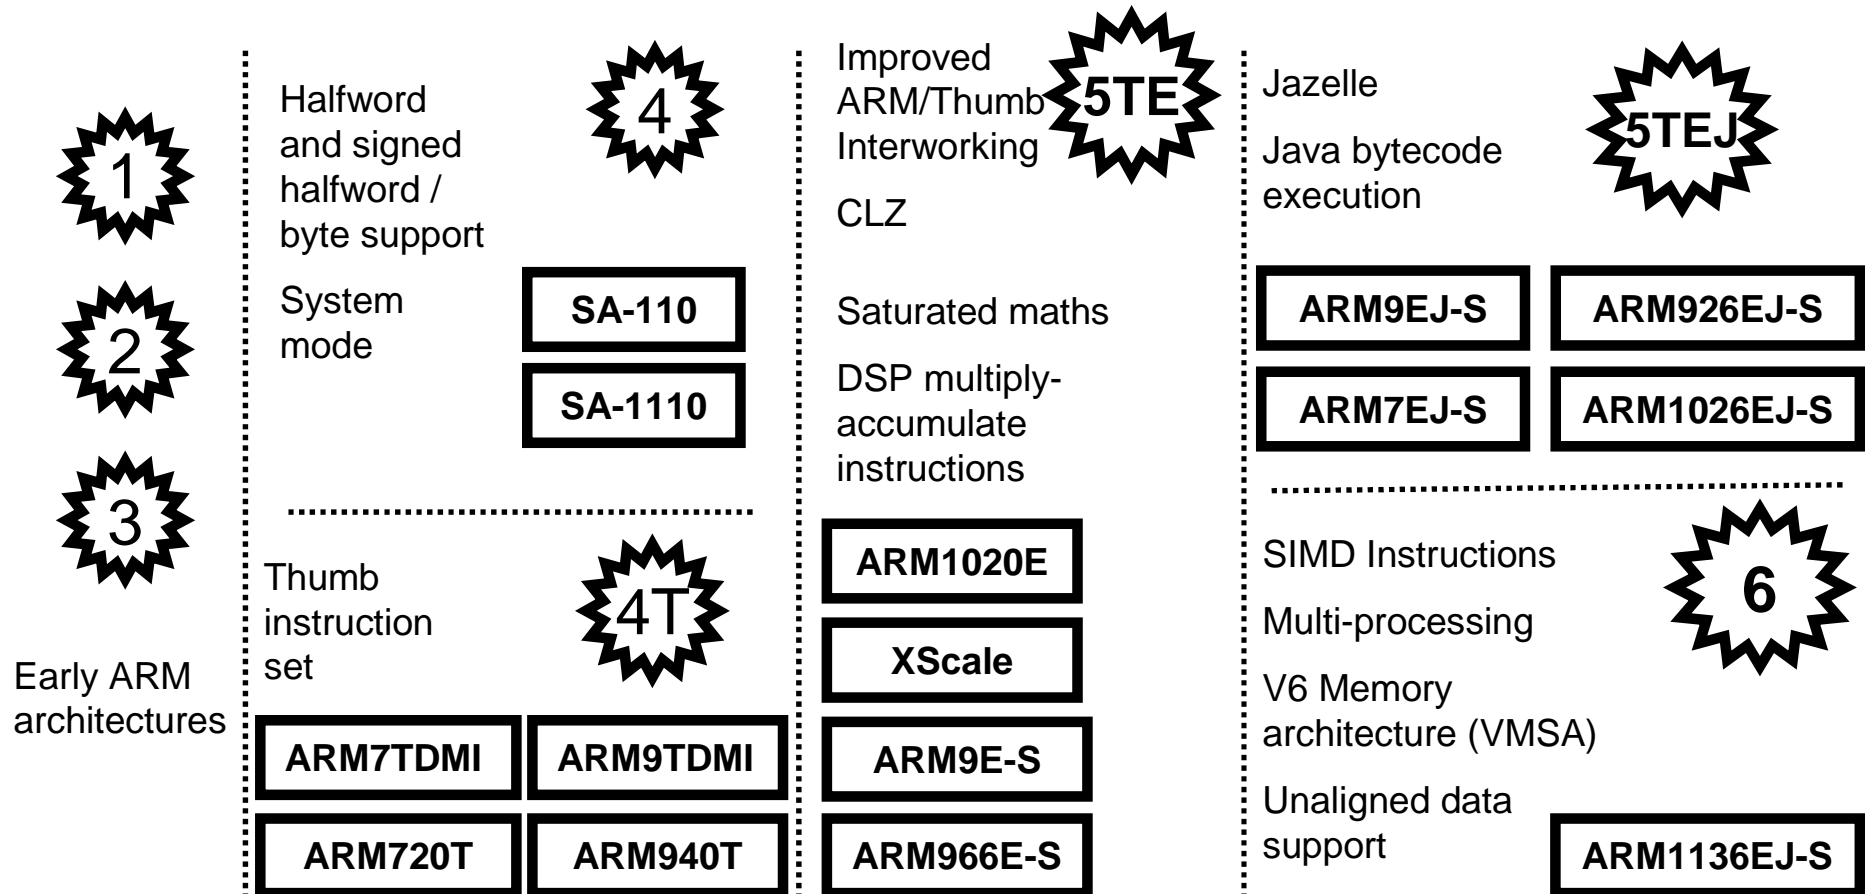 1
2
3
Early ARM
architectures
Halfword
and signed
halfword /
byte support
4
System
mode
SA-110
SA-1110
Thumb
instruction
set
4T
ARM7TDMI
ARM9TDMI
ARM720T
ARM940T
Improved
ARM/Thumb
Interworking
5TE
CLZ
Saturated maths
DSP multiply-
accumulate
instructions
ARM1020E
XScale
ARM9E-S
ARM966E-S
Jazelle
Java bytecode
execution
5TEJ
ARM9EJ-S
ARM926EJ-S
ARM7EJ-S
ARM1026EJ-S
SIMD Instructions
6
Multi-processing
V6 Memory
architecture (VMSA)
Unaligned data
support
ARM1136EJ-S